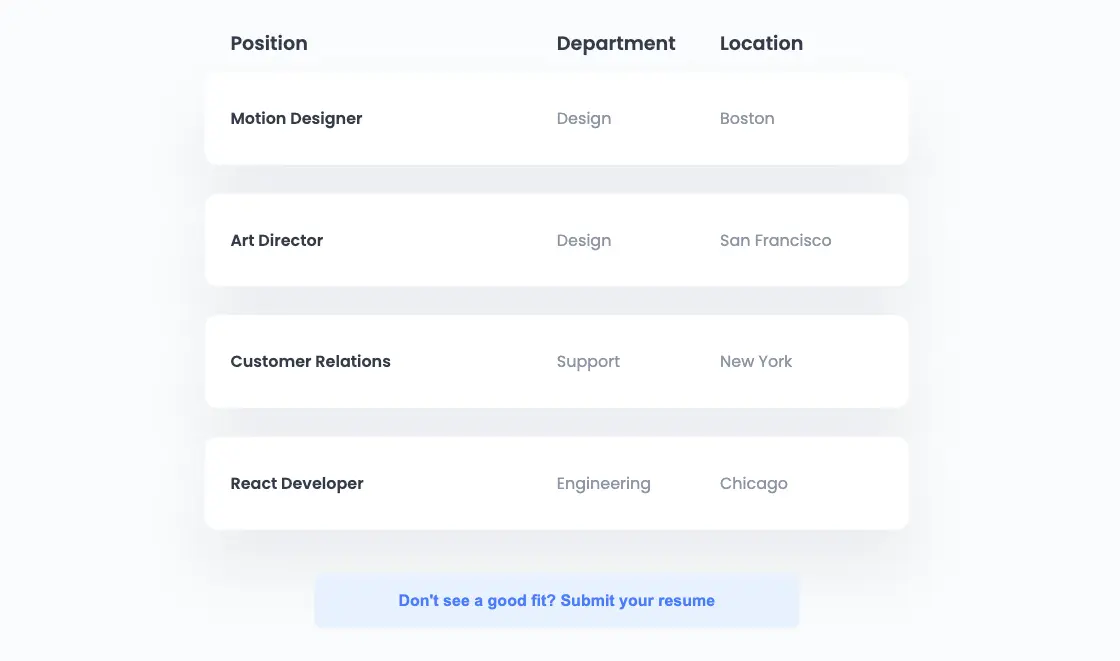 Position Department Location
Motion Designer Design Boston
Art Director Design San Francisco
Customer Relations Support New York
React Developer Engineering Chicago
Don't see a good fit? Submit your resume